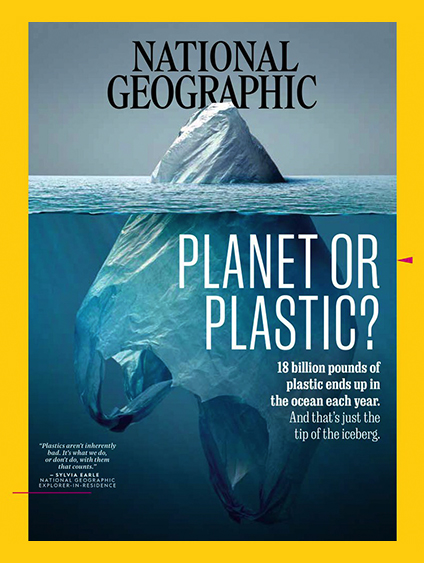 NATIONAL
GEOGRAPHIC
PLANET OR
PLASTIC?
18 billion pounds of
plastic ends up in
the ocean each year.
And that's just the
tip of the iceberg.
"Plastics aren't inherently
bad. It's what we do,
or don't do, with them
that counts."
— SYLVIA EARLE
NATIONAL GEOGRAPHIC
EXPLORER-IN-RESIDENCE